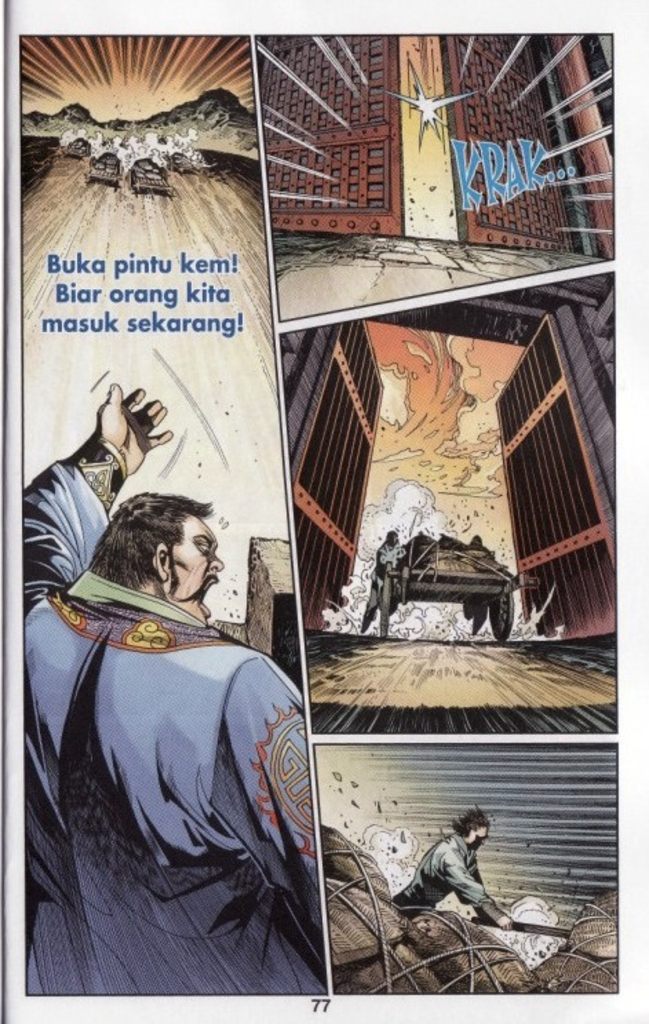 Buka pintu kem!
Biar orang kita
masuk sekarang!
KRAK...
77